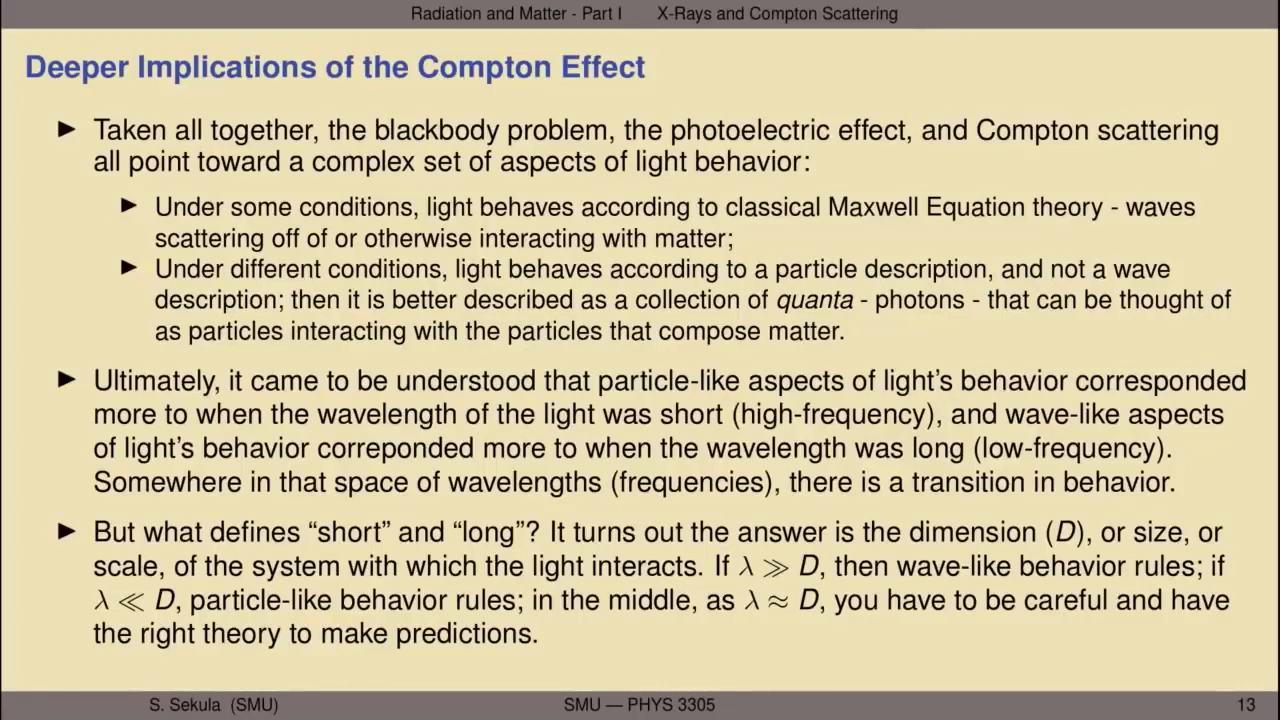 Radiation and Matter - Part I X-Rays and Compton Scattering
Deeper Implications of the Compton Effect
► Taken all together, the blackbody problem, the photoelectric effect, and Compton scattering
all point toward a complex set of aspects of light behavior:
► Under some conditions, light behaves according to classical Maxwell Equation theory - waves
scattering off of or otherwise interacting with matter;
► Under different conditions, light behaves according to a particle description, and not a wave
description; then it is better described as a collection of quanta - photons - that can be thought of
as particles interacting with the particles that compose matter.
► Ultimately, it came to be understood that particle-like aspects of light's behavior corresponded
more to when the wavelength of the light was short (high-frequency), and wave-like aspects
of light's behavior correponded more to when the wavelength was long (low-frequency).
Somewhere in that space of wavelengths (frequencies), there is a transition in behavior.
► But what defines “short” and “long”? It turns out the answer is the dimension (D), or size, or
scale, of the system with which the light interacts. If λ ≫ D, then wave-like behavior rules; if
λ ≪ D, particle-like behavior rules; in the middle, as λ ≈ D, you have to be careful and have
the right theory to make predictions.
S. Sekula (SMU) SMU — PHYS 3305 13